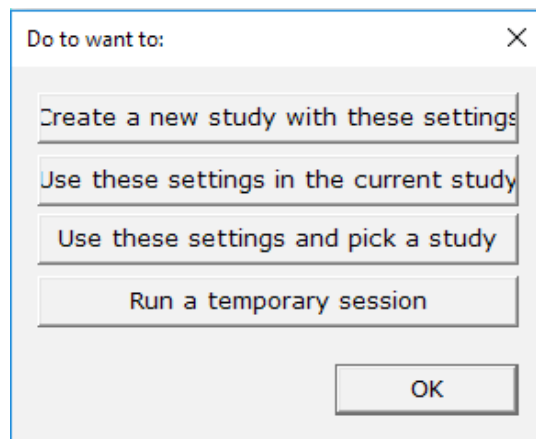 Do to want to:
Create a new study with these settings
Use these settings in the current study
Use these settings and pick a study
Run a temporary session
OK